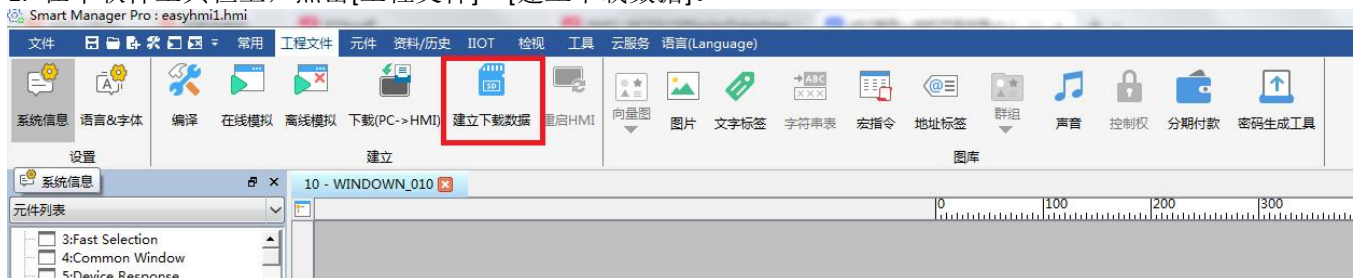 Smart Manager Pro : easyhmi1.hmi
文件 常用 工程文件 元件 资料/历史 IIOT 检视 工具 云服务 语言(Language)
系统信息 语言&字体 编译 在线模拟 离线模拟 下載(PC->HMI) 建立下载数据 重启HMI 向量图 图片 文字标签 字符串表 宏指令 地址标签 群组 声音 控制权 分期付款 密码生成工具
设置 建立 图库
系统信息 10 - WINDOWN_010
元件列表 0 100 200 300
3:Fast Selection
4:Common Window
5:Device Response